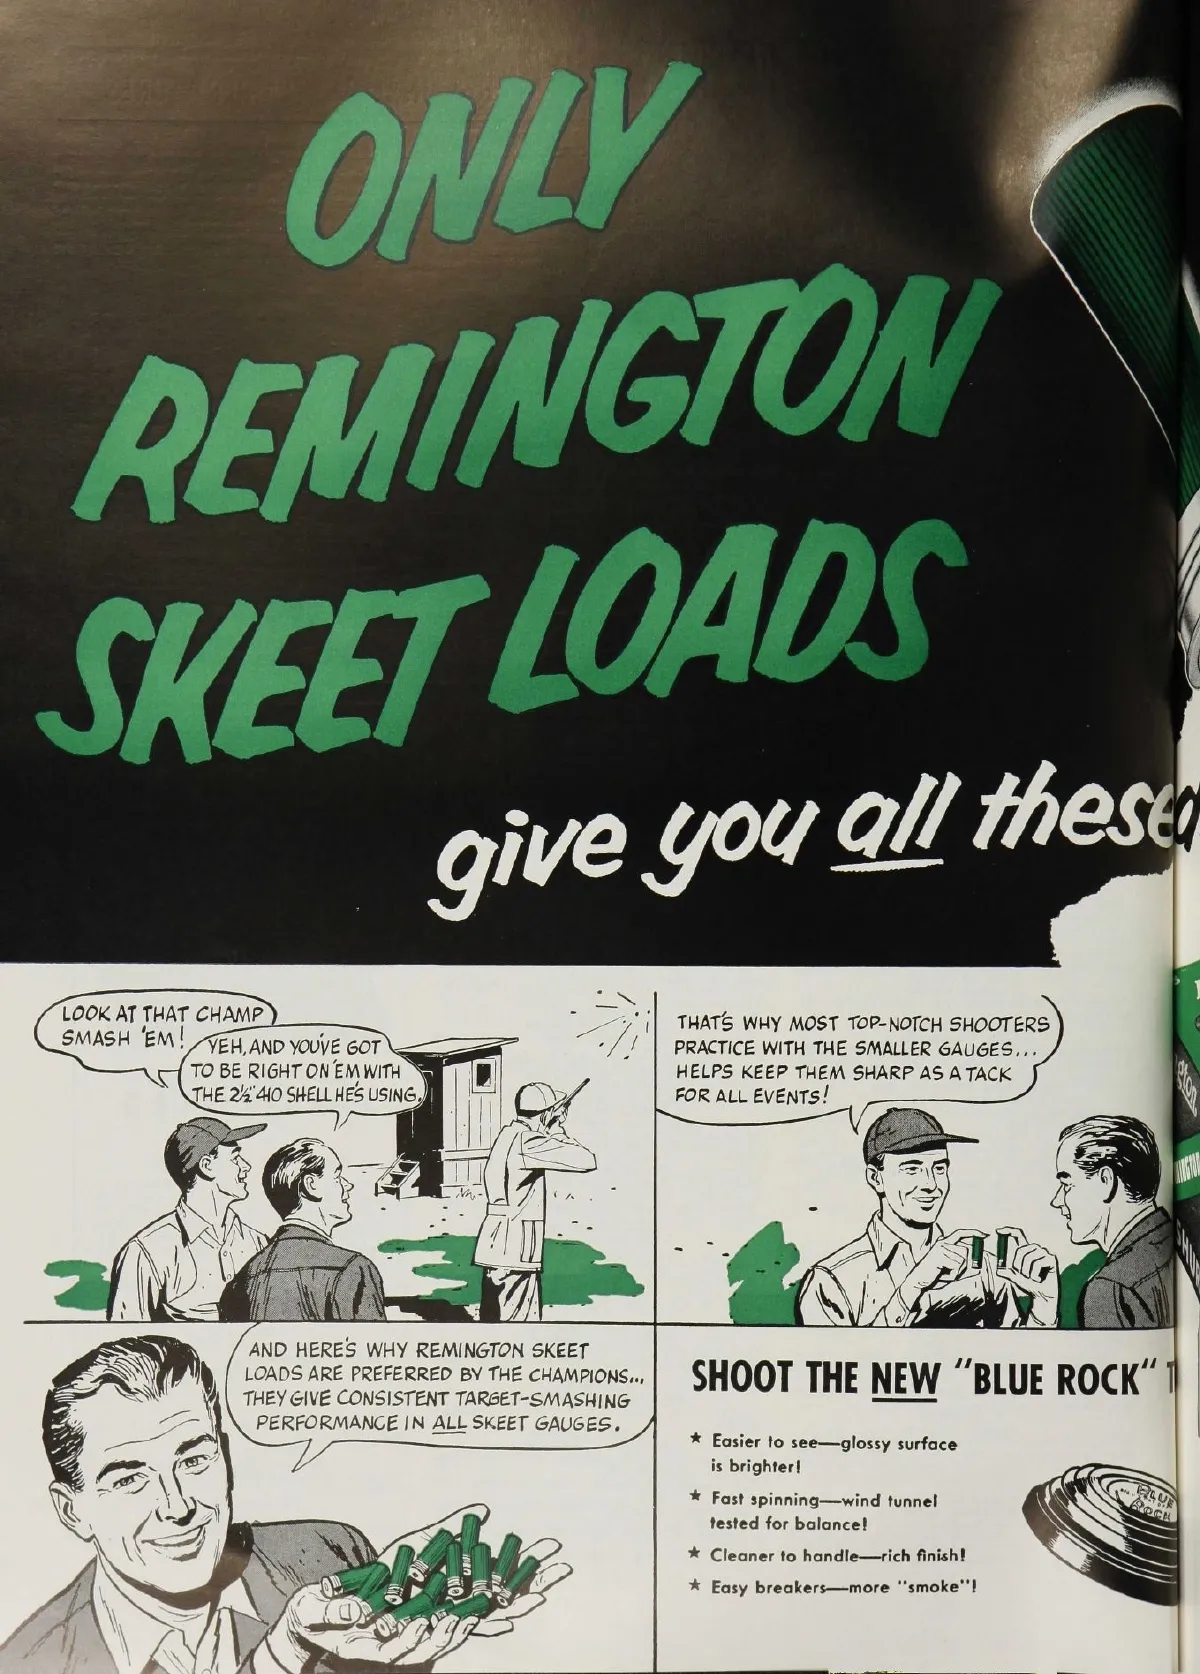 ONLY
REMINGTON
SKEET LOADS
give you all these
LOOK AT THAT CHAMP
SMASH 'EM!
YEH, AND YOU'VE GOT
TO BE RIGHT ON 'EM WITH
THE 2½" 410 SHELL HE'S USING.
THAT'S WHY MOST TOP-NOTCH SHOOTERS
PRACTICE WITH THE SMALLER GAUGES...
HELPS KEEP THEM SHARP AS A TACK
FOR ALL EVENTS!
AND HERE'S WHY REMINGTON SKEET
LOADS ARE PREFERRED BY THE CHAMPIONS...
THEY GIVE CONSISTENT TARGET-SMASHING
PERFORMANCE IN ALL SKEET GAUGES.
SHOOT THE NEW "BLUE ROCK"
★ Easier to see—glossy surface
is brighter!
★ Fast spinning—wind tunnel
tested for balance!
★ Cleaner to handle—rich finish!
★ Easy breakers—more "smoke"!
BLUE
ROCK